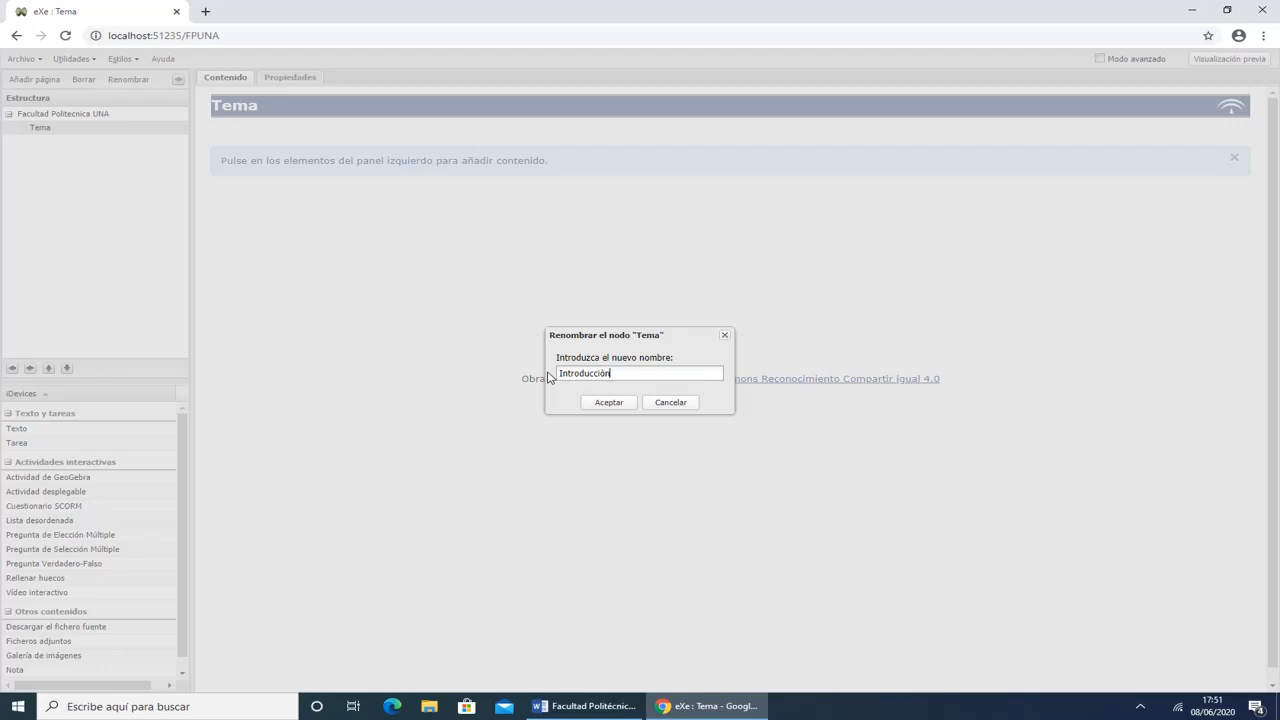 eXe : Tema
localhost:51235/FPUNA
Archivo Utilidades Estilos Ayuda
Modo avanzado Visualización previa
Añadir página Borrar Renombrar
Contenido Propiedades
Estructura
Facultad Politecnica UNA
Tema
Tema
Pulse en los elementos del panel izquierdo para añadir contenido.
Renombrar el nodo "Tema"
Introduzca el nuevo nombre:
Introducción
Aceptar Cancelar
Obra
mons Reconocimiento Compartir igual 4.0
iDevices
Texto y tareas
Texto
Tarea
Actividades interactivas
Actividad de GeoGebra
Actividad desplegable
Cuestionario SCORM
Lista desordenada
Pregunta de Elección Múltiple
Pregunta de Selección Múltiple
Pregunta Verdadero-Falso
Rellenar huecos
Vídeo interactivo
Otros contenidos
Descargar el fichero fuente
Ficheros adjuntos
Galería de imágenes
Nota
Escribe aquí para buscar
Facultad Politécnic...
eXe : Tema - Googl...
17:51
08/06/2020
4